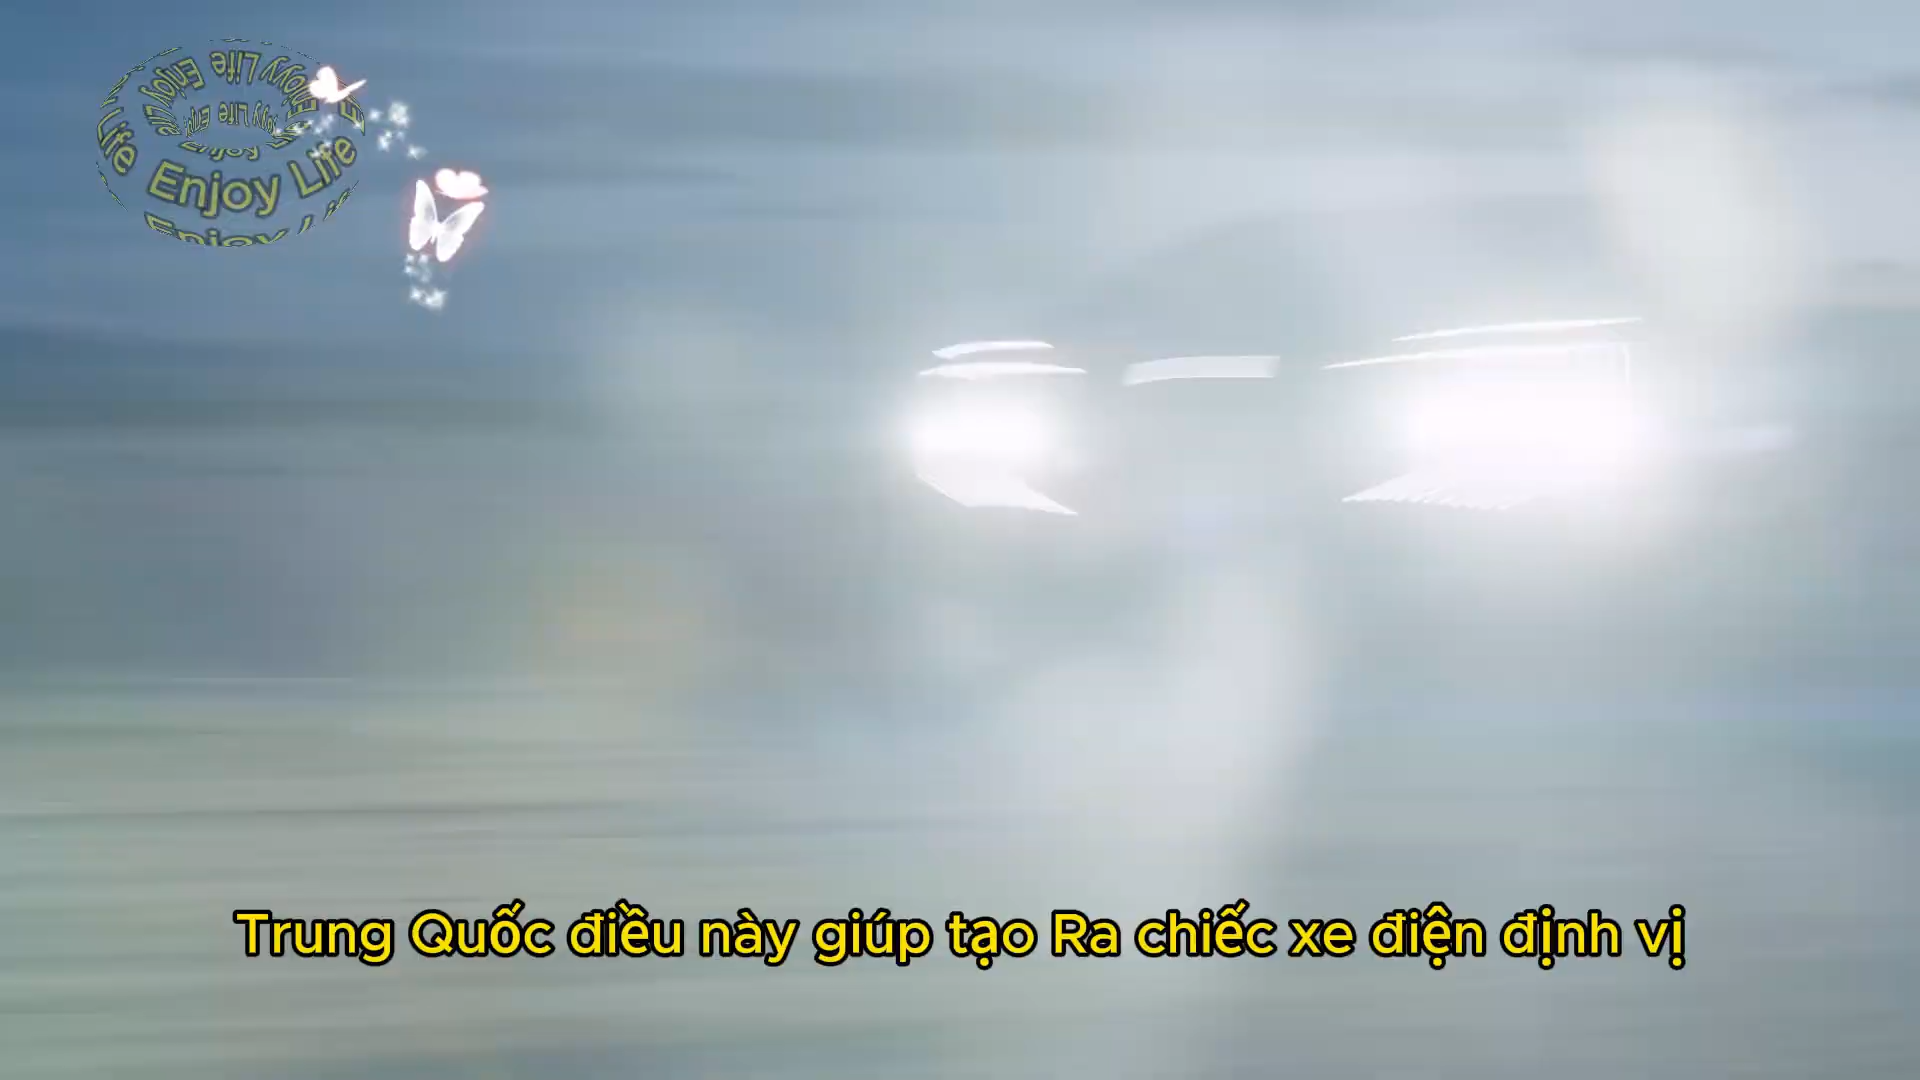 Enjoy Life
Trung Quốc điều này giúp tạo Ra chiếc xe điện định vị